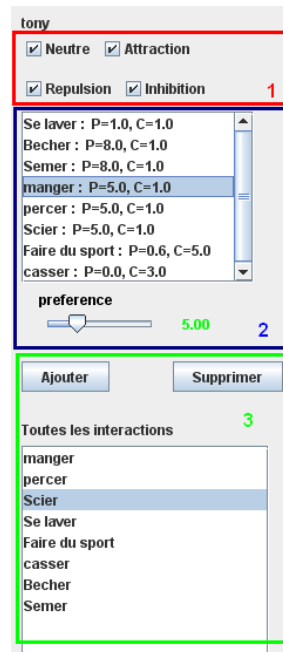 tony
Neutre Attraction
Repulsion Inhibition 1
Se laver : P=1.0, C=1.0
Becher : P=8.0, C=1.0
Semer : P=8.0, C=1.0
manger : P=5.0, C=1.0
percer : P=5.0, C=1.0
Scier : P=5.0, C=1.0
Faire du sport : P=0.6, C=5.0
casser : P=0.0, C=3.0
preference
5.00 2
Ajouter Supprimer
Toutes les interactions 3
manger
percer
Scier
Se laver
Faire du sport
casser
Becher
Semer